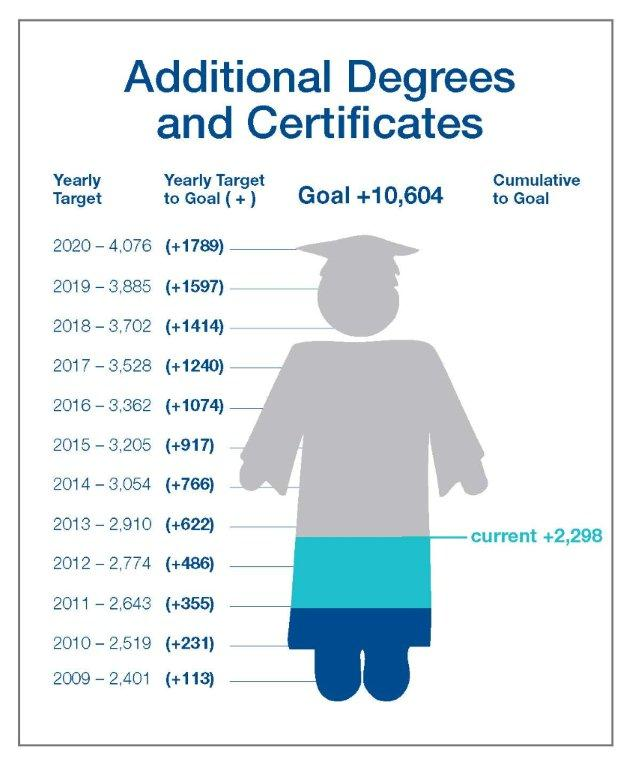 Additional Degrees
and Certificates
Yearly
Target
Yearly Target
to Goal ( + )
Goal +10,604
Cumulative
to Goal
2020 – 4,076 (+1789)
2019 – 3,885 (+1597)
2018 – 3,702 (+1414)
2017 – 3,528 (+1240)
2016 – 3,362 (+1074)
2015 – 3,205 (+917)
2014 – 3,054 (+766)
2013 – 2,910 (+622)
current +2,298
2012 – 2,774 (+486)
2011 – 2,643 (+355)
2010 – 2,519 (+231)
2009 – 2,401 (+113)